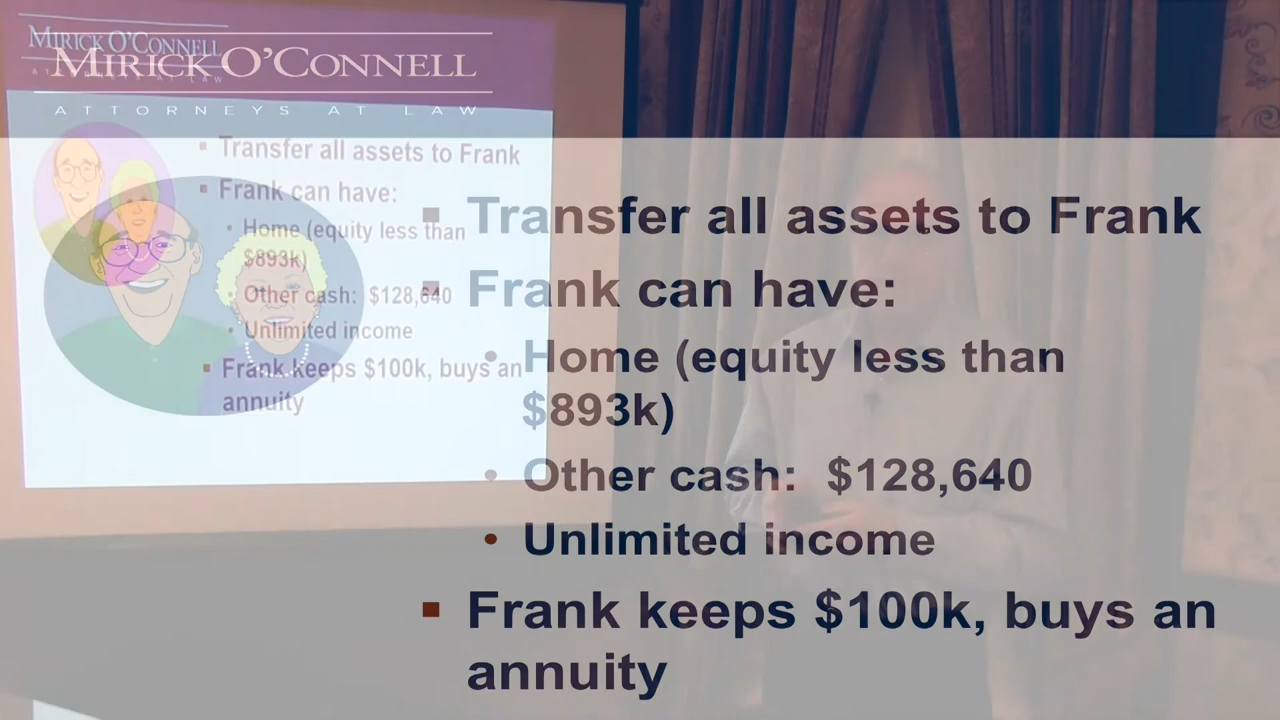 MIRICK O'CONNELL
ATTORNEYS AT LAW
Transfer all assets to Frank
Frank can have:
Home (equity less than
$893k)
Other cash: $128,640
Unlimited income
Frank keeps $100k, buys an
annuity
MIRICK O'CONNELL
ATTORNEYS AT LAW
Transfer all assets to Frank
Frank can have:
Home (equity less than
$893k)
Other cash: $128,640
Unlimited income
Frank keeps $100k, buys an
annuity